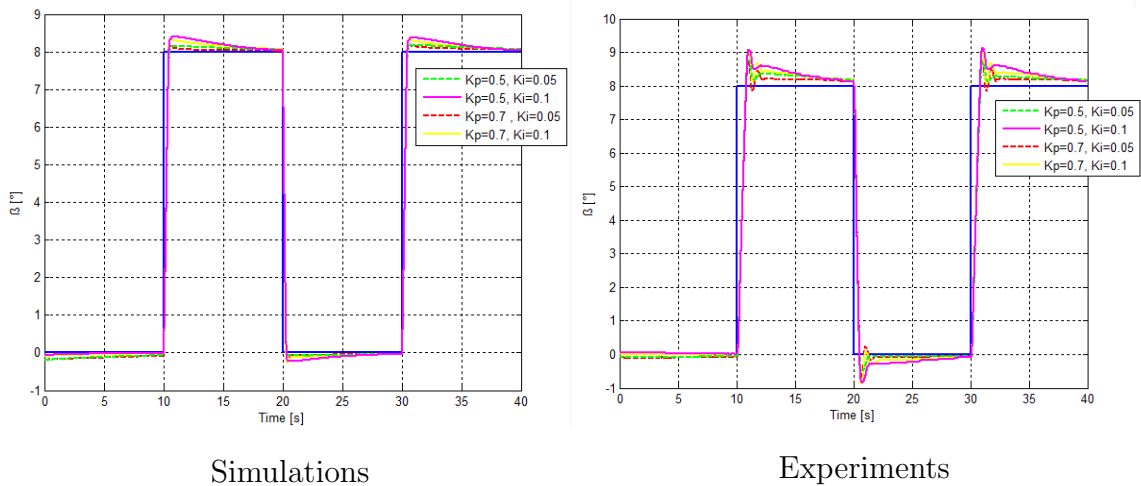 9
8
7
6
5
4
3
2
1
0
-1
ß [°]
0 5 10 15 20 25 30 35 40
Time [s]
Kp=0.5, Ki=0.05
Kp=0.5, Ki=0.1
Kp=0.7 , Ki=0.05
Kp=0.7, Ki=0.1
Simulations
10
9
8
7
6
5
4
3
2
1
0
-1
ß [°]
0 5 10 15 20 25 30 35 40
Time [s]
Kp=0.5, Ki=0.05
Kp=0.5, Ki=0.1
Kp=0.7, Ki=0.05
Kp=0.7, Ki=0.1
Experiments